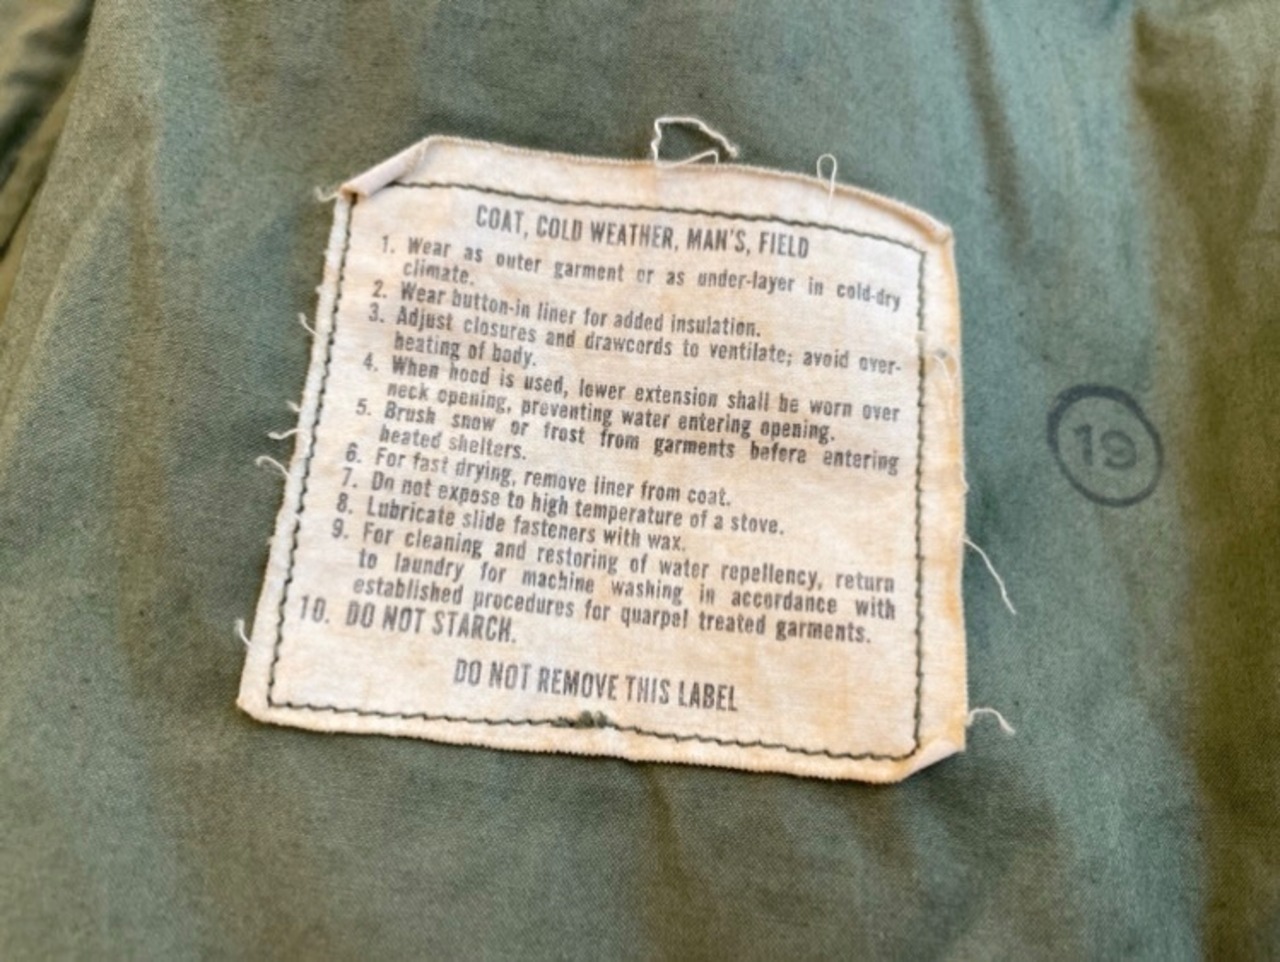 COAT, COLD WEATHER, MAN'S, FIELD
1. Wear as outer garment or as under-layer in cold-dry
climate.
2. Wear button-in liner for added insulation.
3. Adjust closures and drawcords to ventilate; avoid over-
heating of body.
4. When hood is used, lower extension shall be worn over
neck opening, preventing water entering opening.
5. Brush snow or frost from garments before entering
heated shelters.
6. For fast drying, remove liner from coat.
7. Do not expose to high temperature of a stove.
8. Lubricate slide fasteners with wax.
9. For cleaning and restoring of water repellency, return
to laundry for machine washing in accordance with
established procedures for quarpel treated garments.
10. DO NOT STARCH.
DO NOT REMOVE THIS LABEL
19